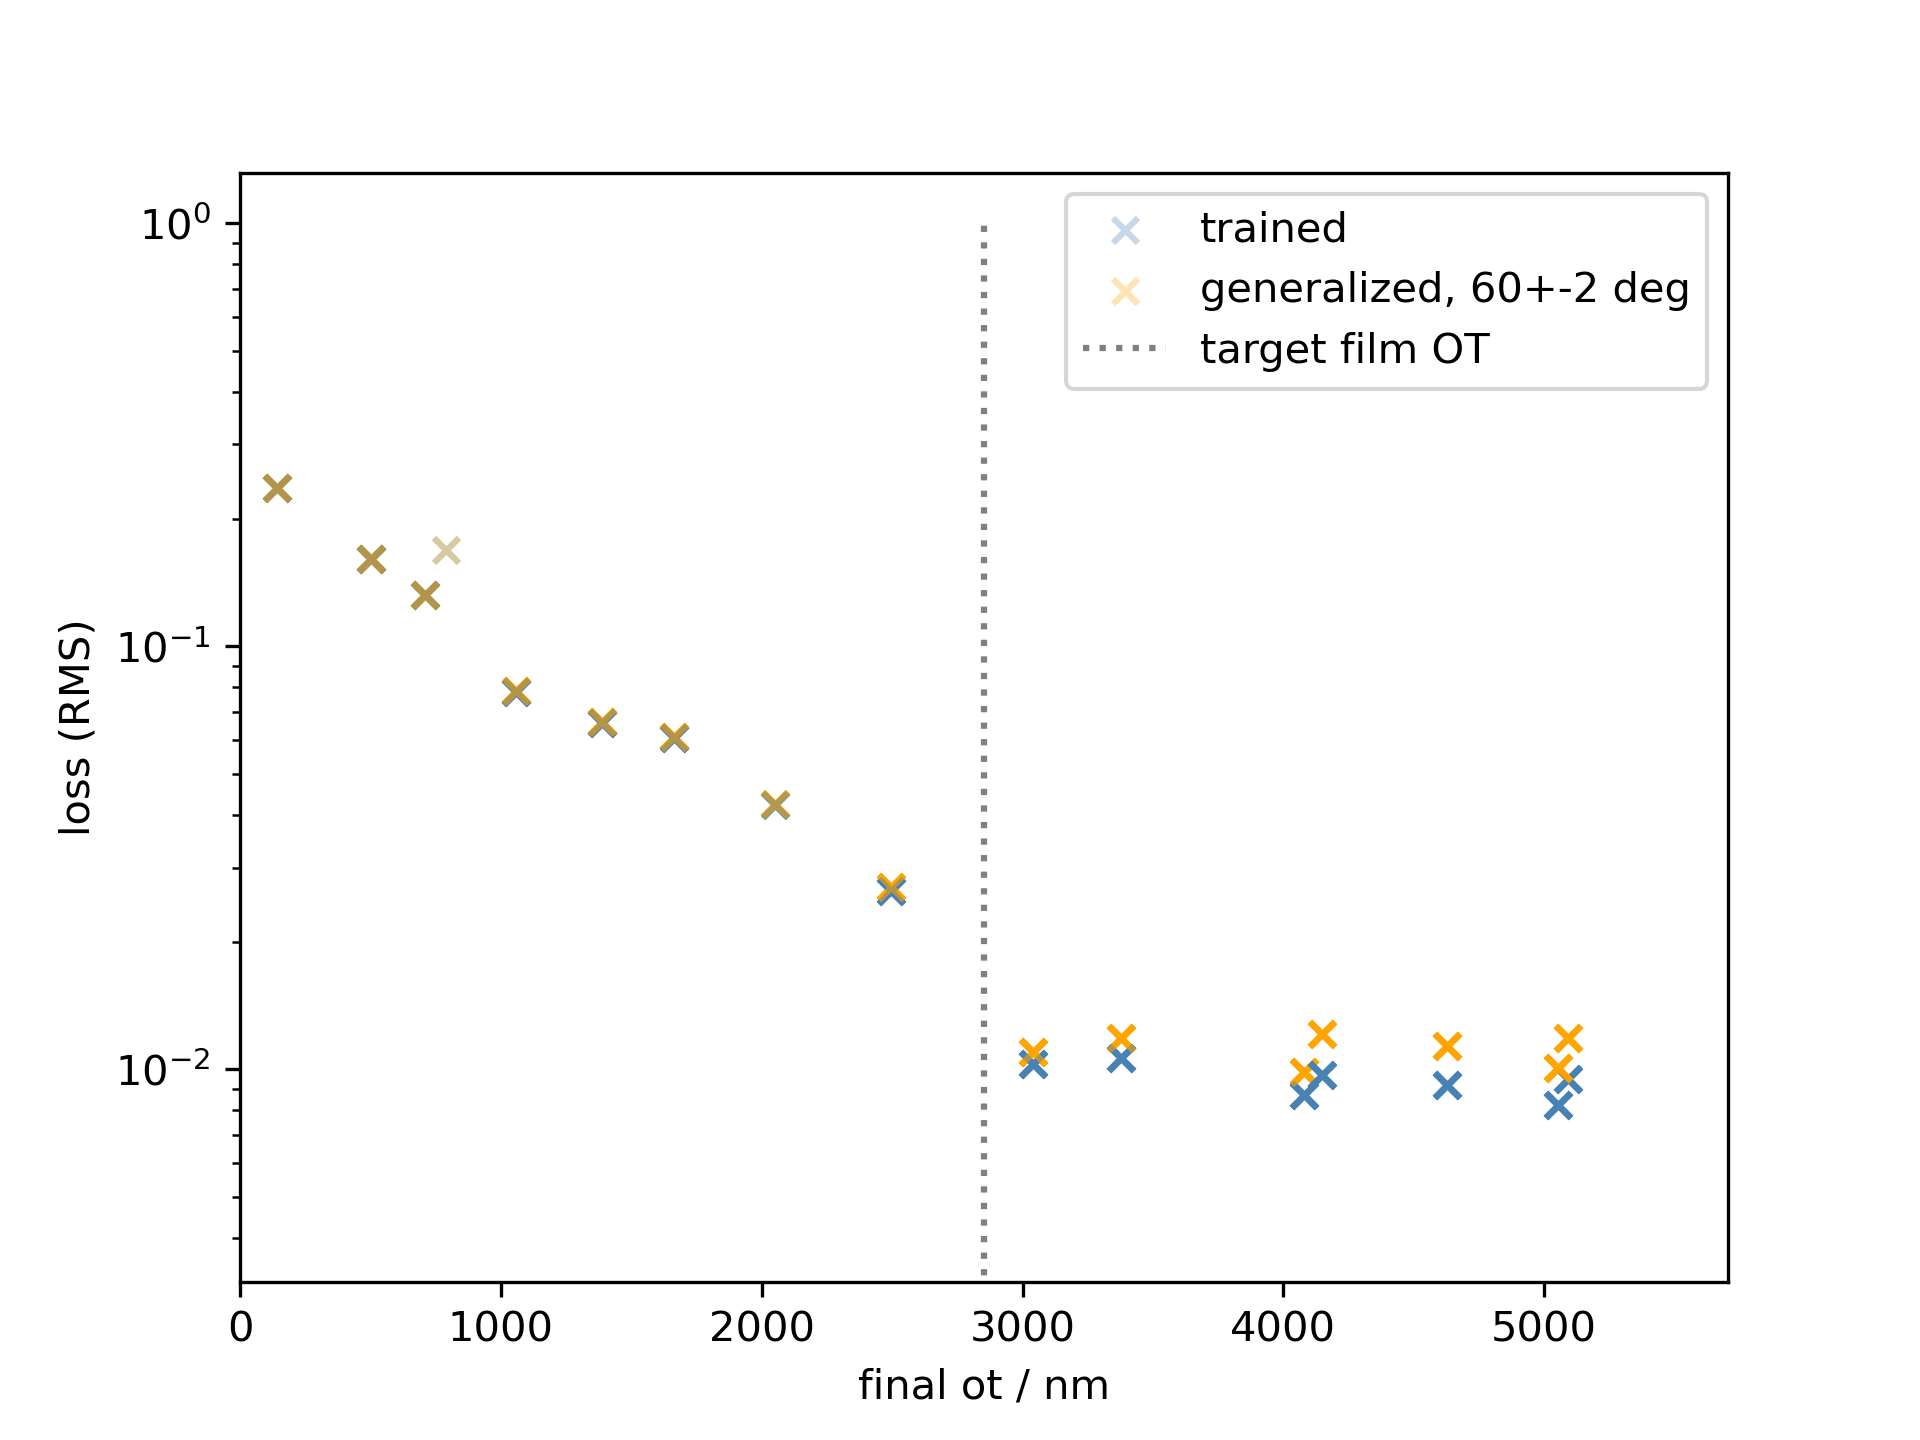 trained
generalized, 60+-2 deg
target film OT
10⁰
10⁻¹
10⁻²
loss (RMS)
0 1000 2000 3000 4000 5000
final ot / nm